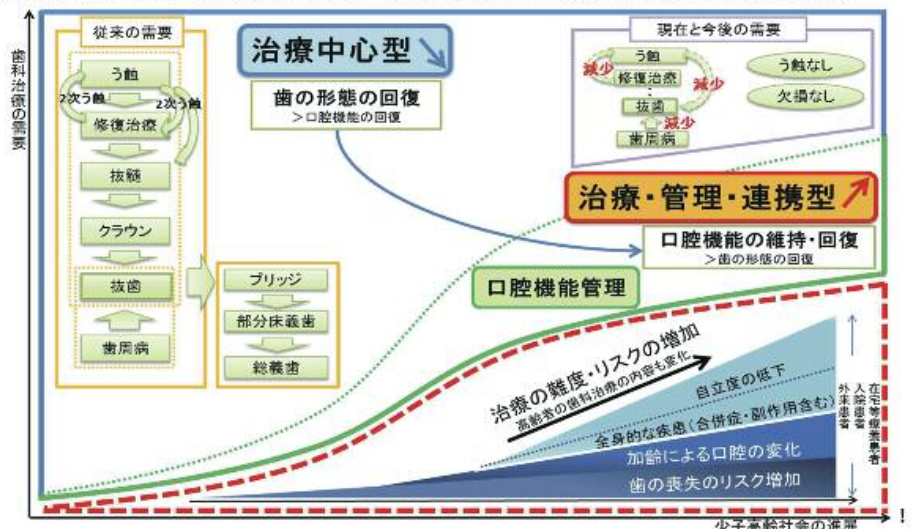 歯科治療の需要
従来の需要
う蝕
2次う蝕
2次う蝕
修復治療
抜髄
クラウン
抜歯
歯周病
ブリッジ
部分床義歯
総義歯
治療中心型
歯の形態の回復
>口腔機能の回復
現在と今後の需要
う蝕
減少
修復治療
減少
抜歯
減少
歯周病
う蝕なし
欠損なし
治療・管理・連携型
口腔機能の維持・回復
>歯の形態の回復
口腔機能管理
治療の難度・リスクの増加
高齢者の歯科治療の内容も変化
自立度の低下
全身的な疾患(合併症・副作用含む)
加齢による口腔の変化
歯の喪失のリスク増加
在宅等療養患者
入院患者
外来患者
少子高齢社会の進展
!